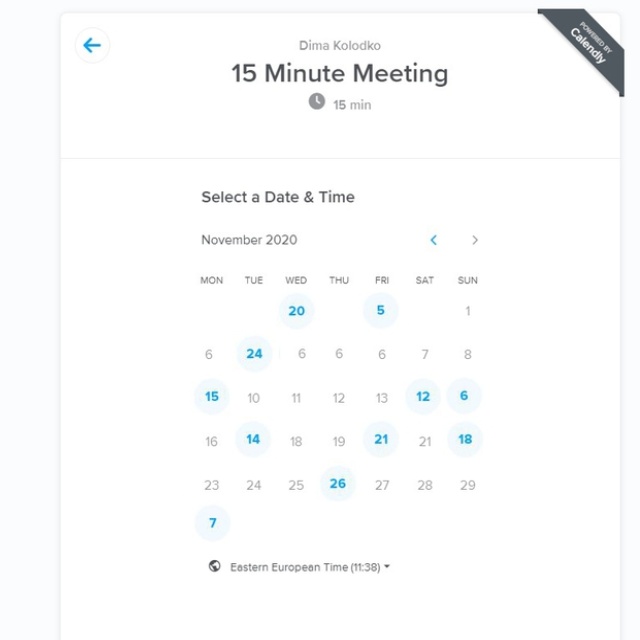 Dima Kolodko
15 Minute Meeting
15 min
POWERED BY
Calendly
Select a Date & Time
November 2020
MON TUE WED THU FRI SAT SUN
20 5 1
6 24 6 6 6 7 8
15 10 11 12 13 12 6
16 14 18 19 21 21 18
23 24 25 26 27 28 29
7
Eastern European Time (11:38)